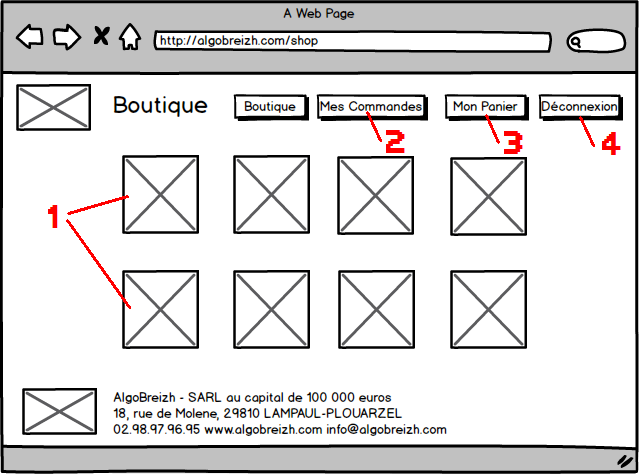 A Web Page
http://algobreizh.com/shop
Boutique
Boutique Mes Commandes Mon Panier Déconnexion
2 3 4
1
AlgoBreizh - SARL au capital de 100 000 euros
18, rue de Molene, 29810 LAMPAUL-PLOUARZEL
02.98.97.96.95 www.algobreizh.com info@algobreizh.com